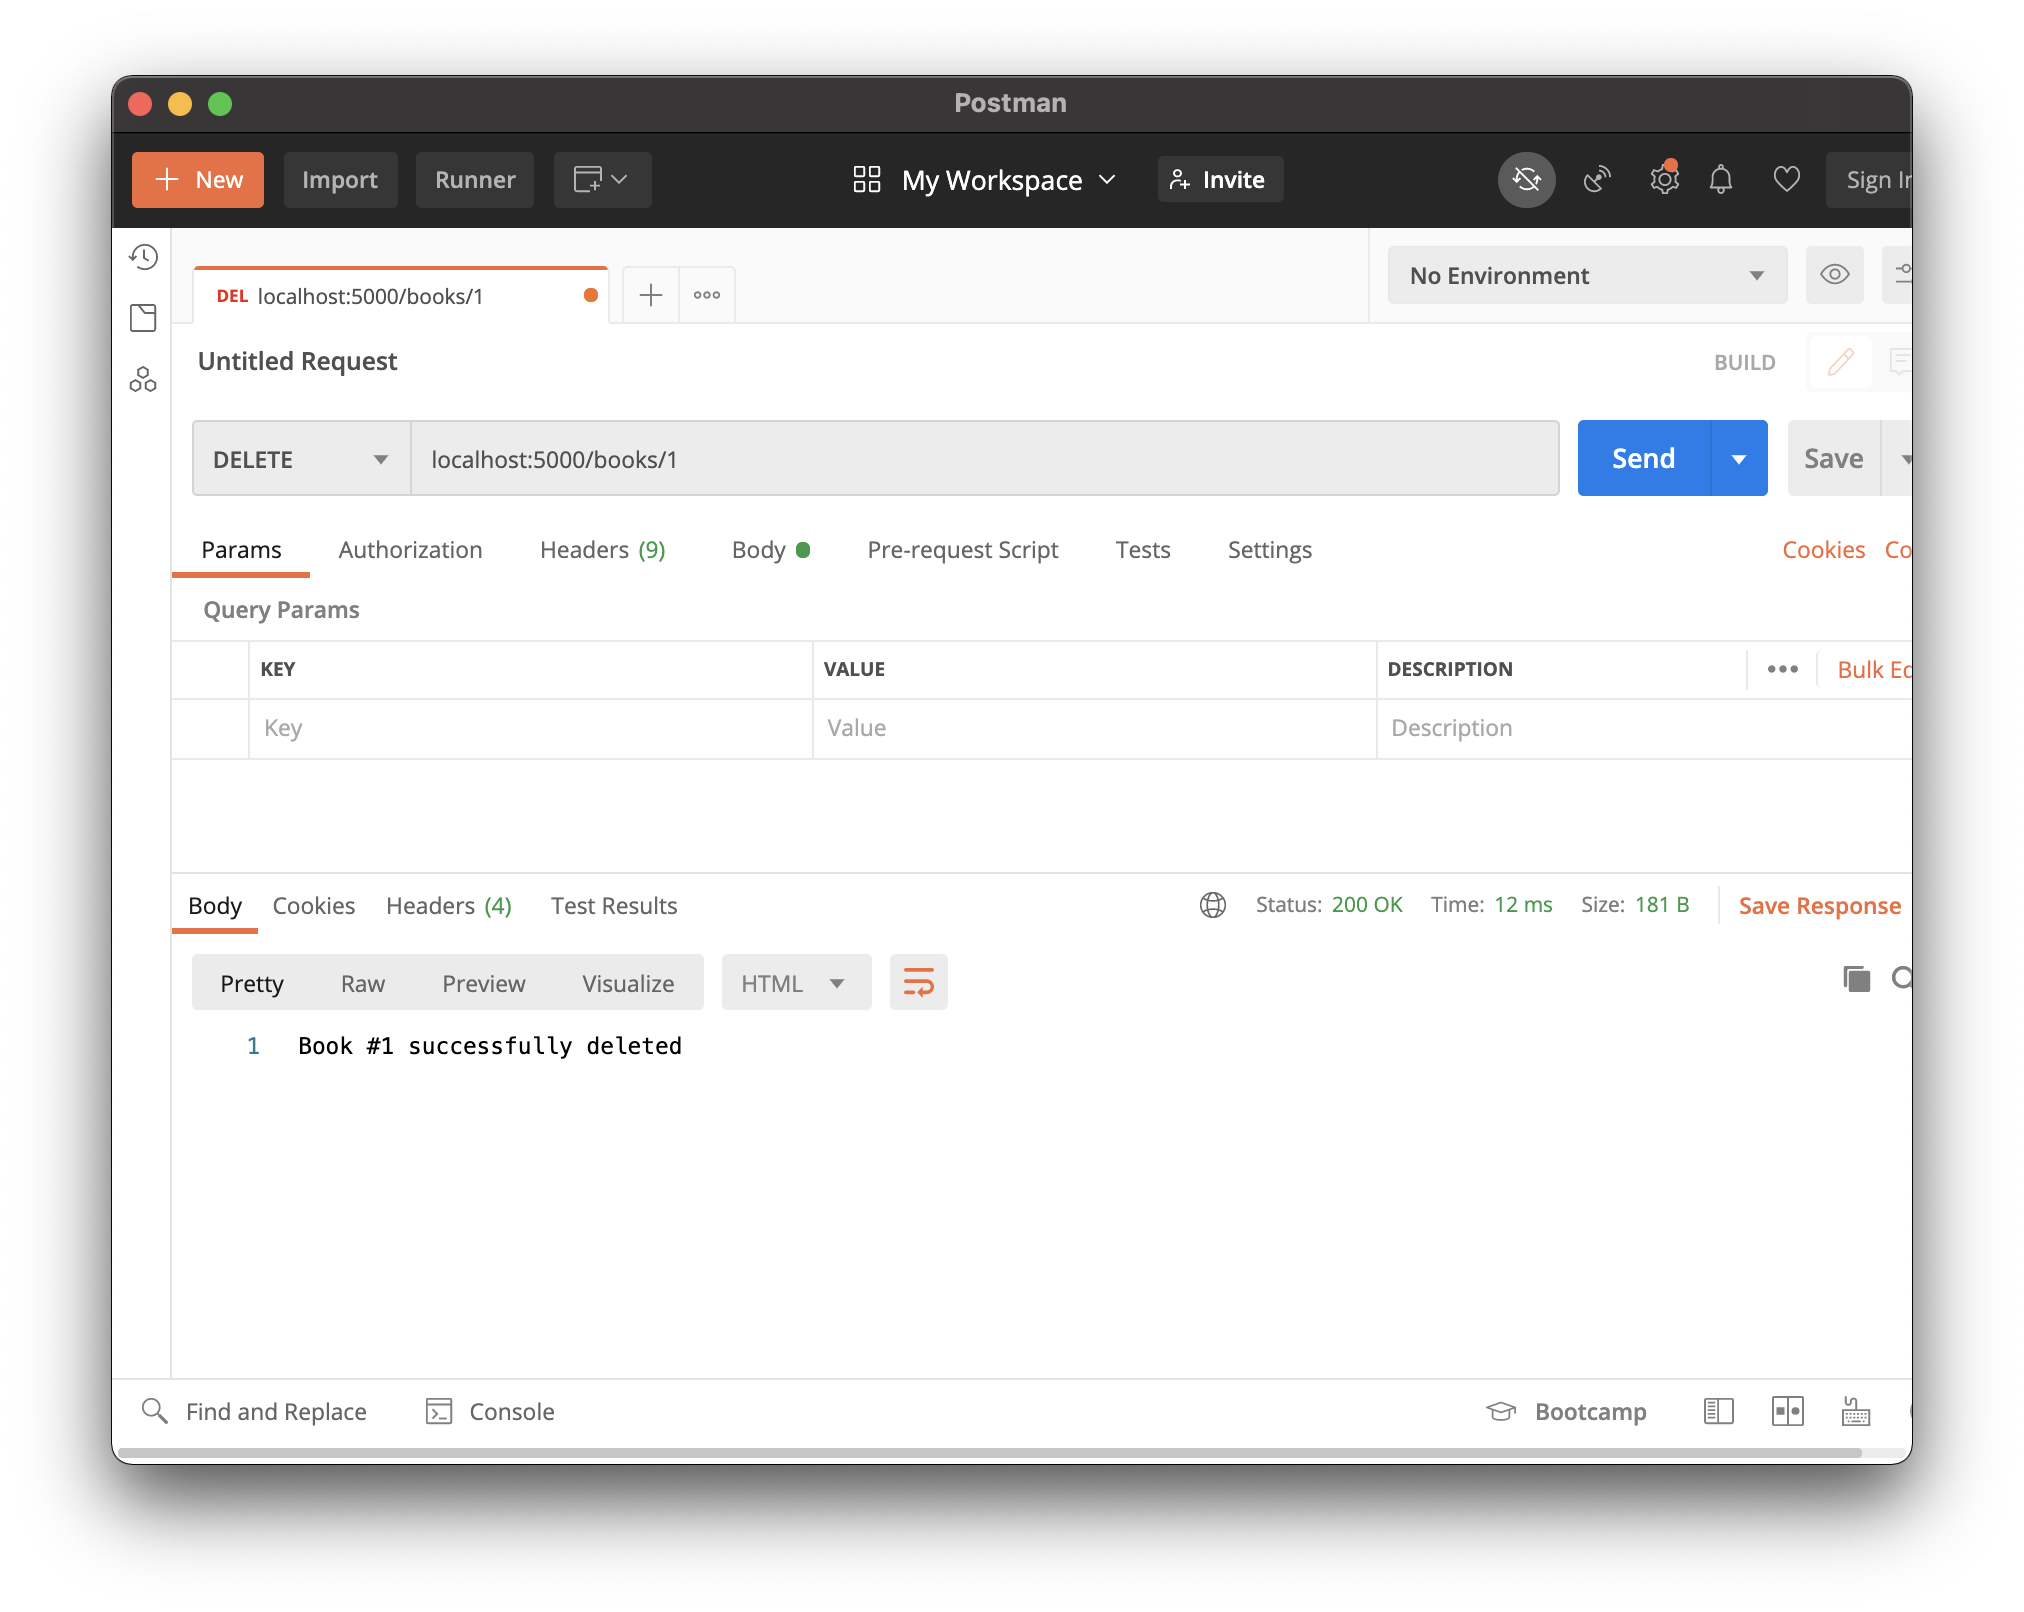 Postman
New Import Runner My Workspace Invite Sign In
DEL localhost:5000/books/1 No Environment
Untitled Request BUILD
DELETE localhost:5000/books/1 Send Save
Params Authorization Headers (9) Body Pre-request Script Tests Settings Cookies Co
Query Params
KEY VALUE DESCRIPTION Bulk Ed
Key Value Description
Body Cookies Headers (4) Test Results Status: 200 OK Time: 12 ms Size: 181 B Save Response
Pretty Raw Preview Visualize HTML
1 Book #1 successfully deleted
Find and Replace Console Bootcamp